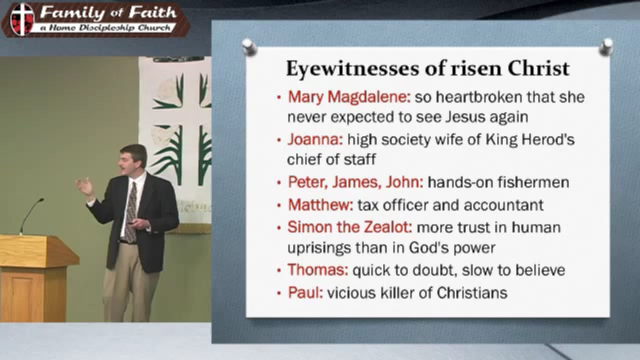 Family of Faith
a Home Discipleship Church
Eyewitnesses of risen Christ
• Mary Magdalene: so heartbroken that she
never expected to see Jesus again
• Joanna: high society wife of King Herod's
chief of staff
• Peter, James, John: hands-on fishermen
• Matthew: tax officer and accountant
• Simon the Zealot: more trust in human
uprisings than in God's power
• Thomas: quick to doubt, slow to believe
• Paul: vicious killer of Christians